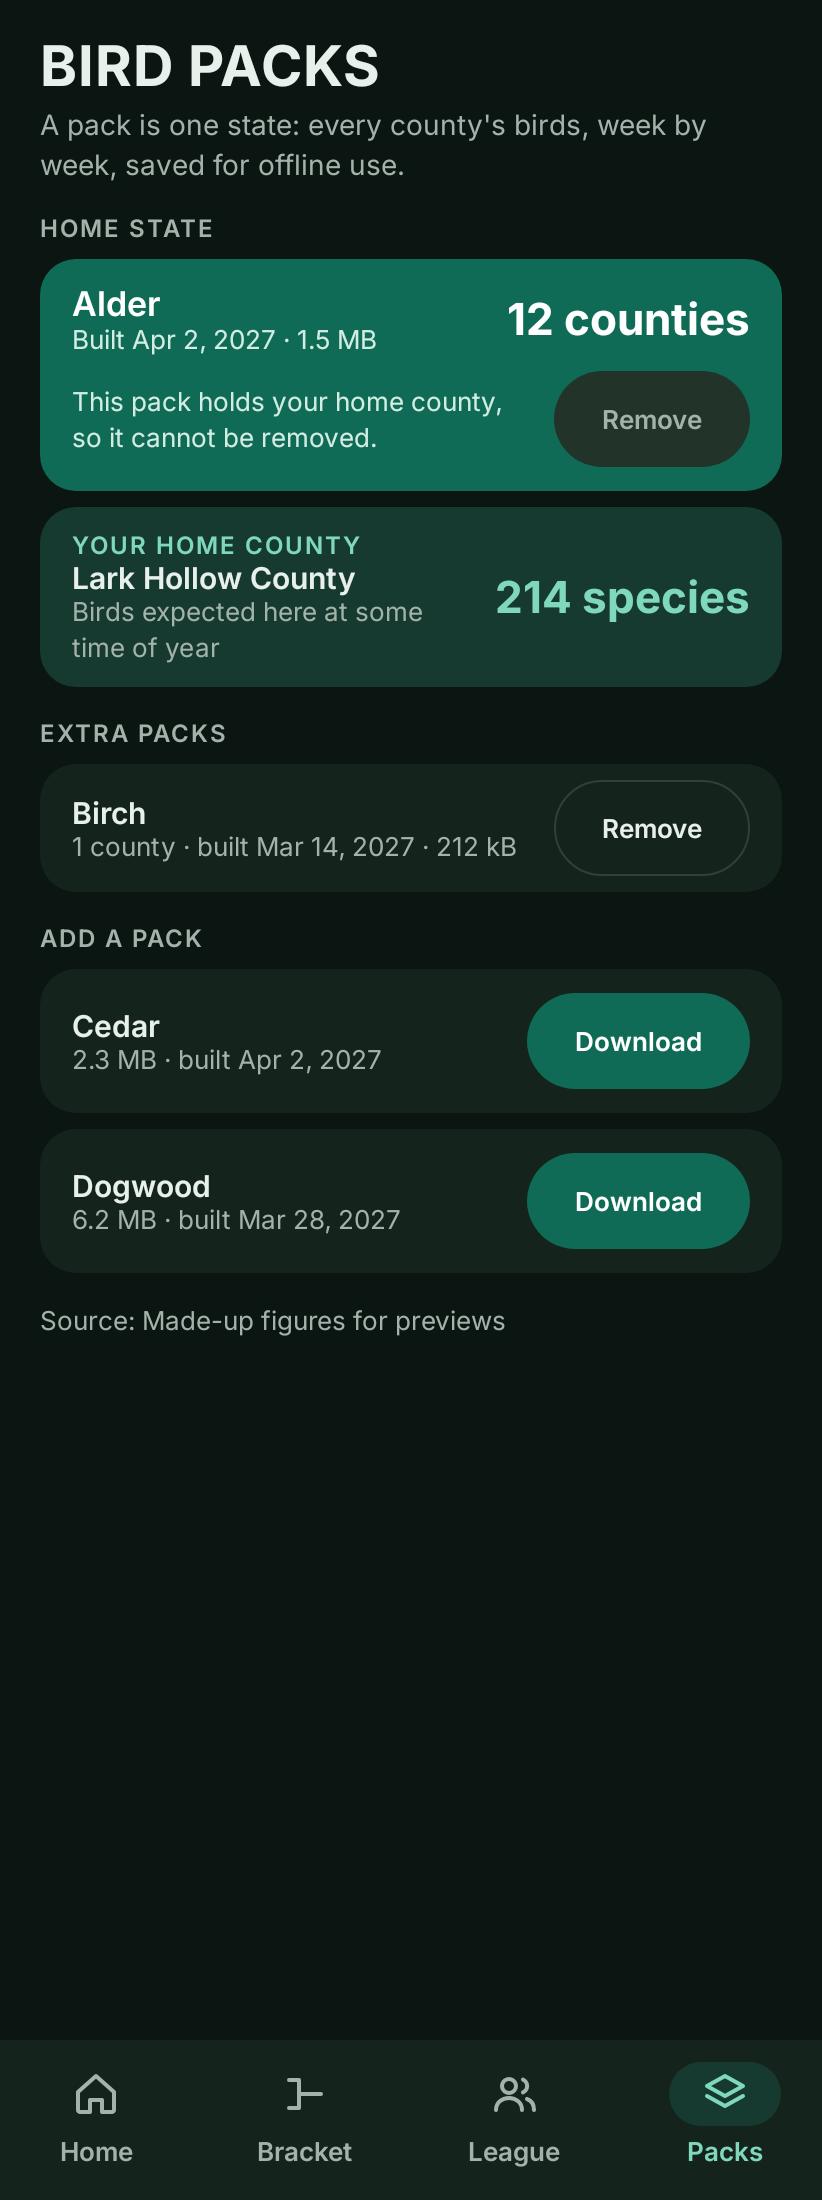 BIRD PACKS
A pack is one state: every county's birds, week by
week, saved for offline use.
HOME STATE
Alder
Built Apr 2, 2027 · 1.5 MB
12 counties
This pack holds your home county,
so it cannot be removed.
Remove
YOUR HOME COUNTY
Lark Hollow County
Birds expected here at some
time of year
214 species
EXTRA PACKS
Birch
1 county · built Mar 14, 2027 · 212 kB
Remove
ADD A PACK
Cedar
2.3 MB · built Apr 2, 2027
Download
Dogwood
6.2 MB · built Mar 28, 2027
Download
Source: Made-up figures for previews
Home
Bracket
League
Packs